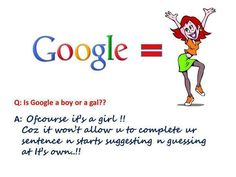 Google =
Q: Is Google a boy or a gal??
A: Ofcourse it's a girl !!
Coz it won't allow u to complete ur
sentence n starts suggesting n guessing
at It's own..!!